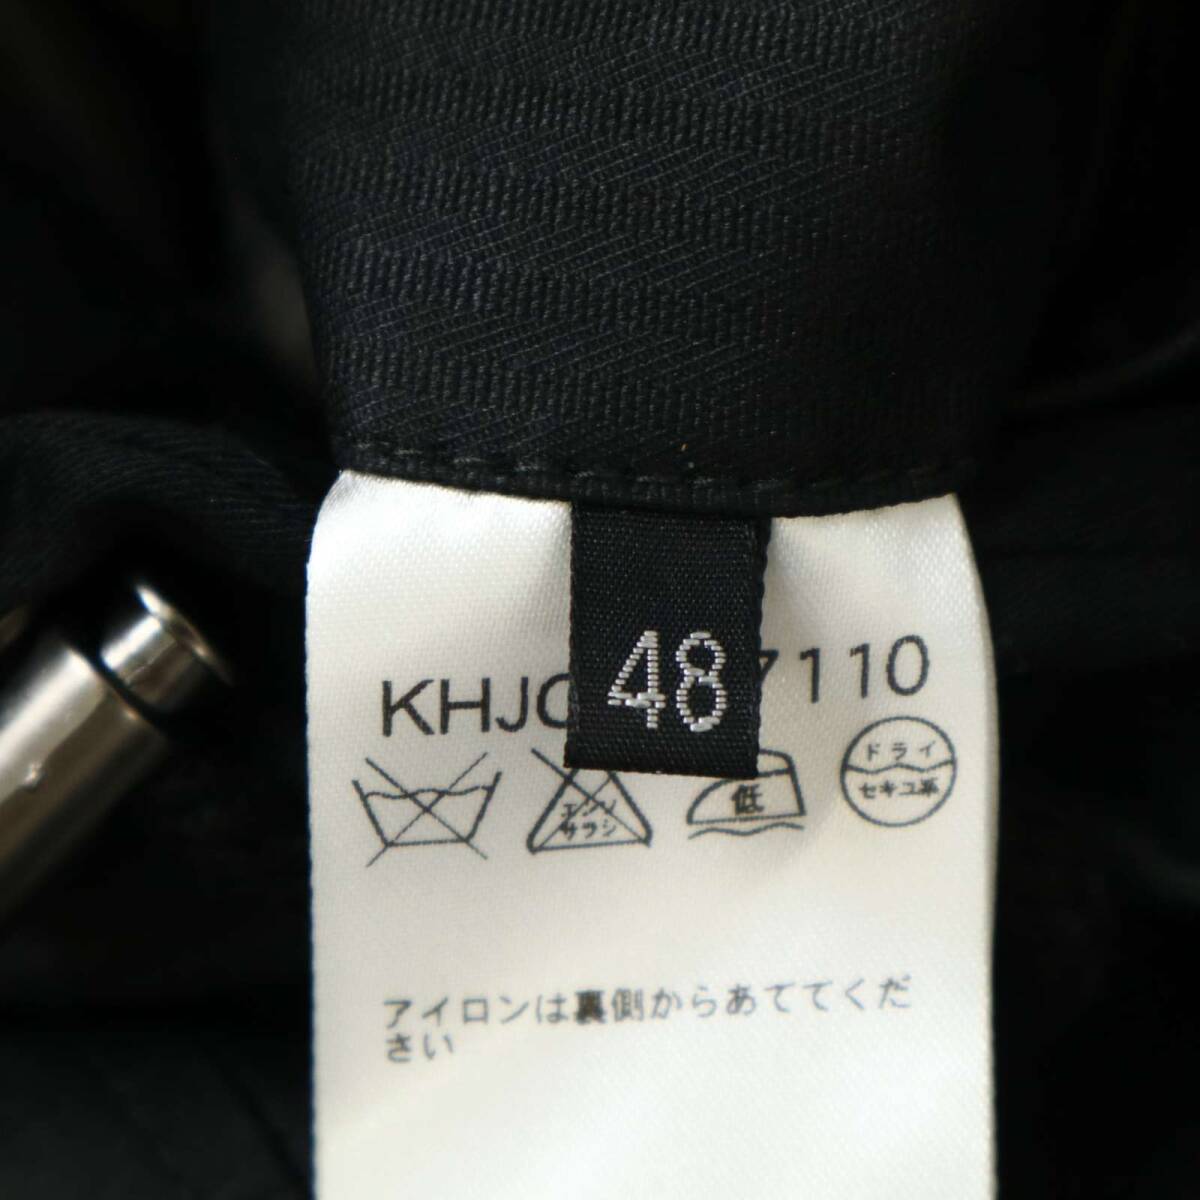 48
KHJC 7110
エンソ
サラシ
低
ドライ
セキユ系
アイロンは裏側からあててくだ
さい